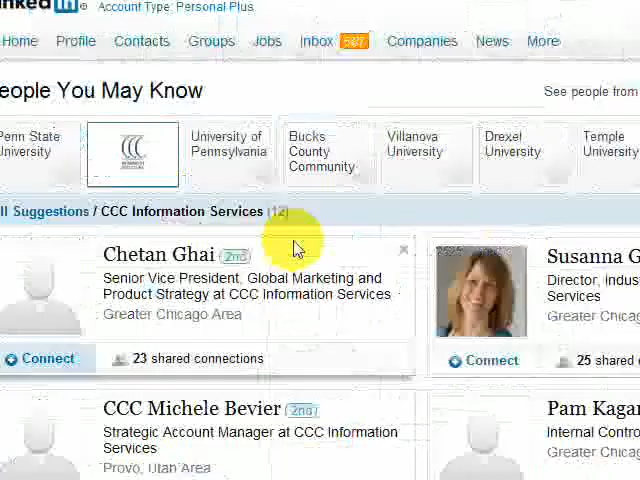 nkedin
Account Type: Personal Plus
Home Profile Contacts Groups Jobs Inbox Companies News More
eople You May Know
See people from
Penn State
University
University of
Pennsylvania
Bucks
County
Community
Villanova
University
Drexel
University
Temple
University
ll Suggestions / CCC Information Services (12)
Chetan Ghai 2nd
Senior Vice President, Global Marketing and
Product Strategy at CCC Information Services
Greater Chicago Area
Connect 23 shared connections
Susanna G
Director, Indus
Services
Greater Chicag
Connect 25 shared
CCC Michele Bevier 2nd
Strategic Account Manager at CCC Information
Services
Provo, Utah Area
Pam Kagan
Internal Contro
Greater Chicag